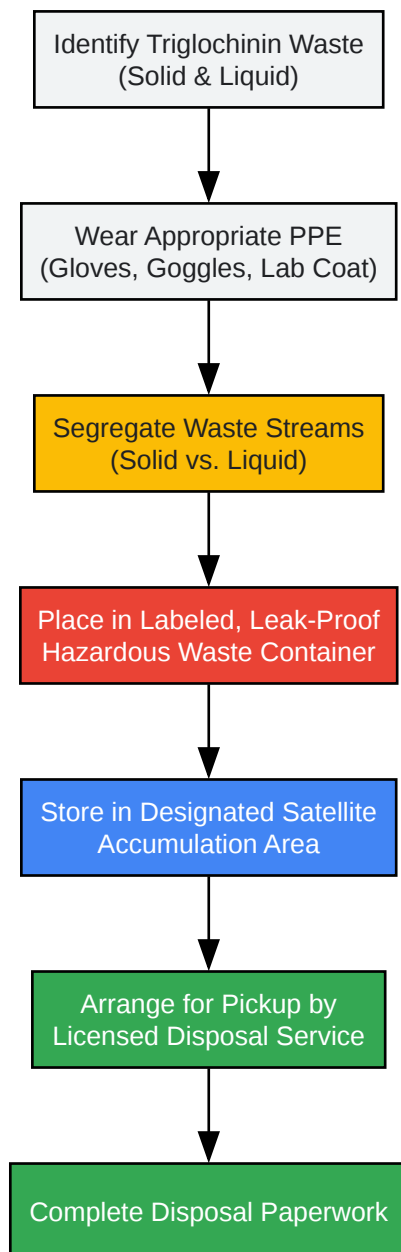 Identify Triglochinin Waste
(Solid & Liquid)
Wear Appropriate PPE
(Gloves, Goggles, Lab Coat)
Segregate Waste Streams
(Solid vs. Liquid)
Place in Labeled, Leak-Proof
Hazardous Waste Container
Store in Designated Satellite
Accumulation Area
Arrange for Pickup by
Licensed Disposal Service
Complete Disposal Paperwork